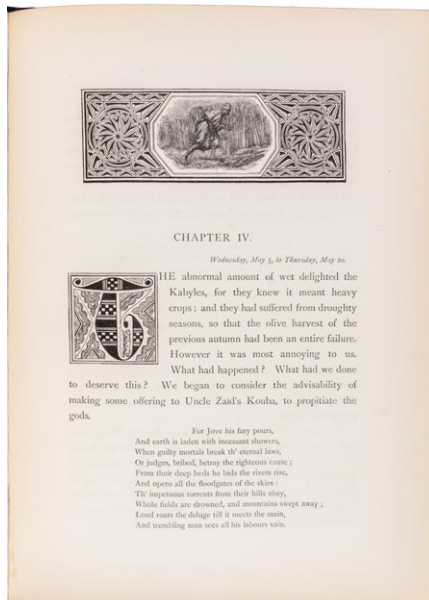 CHAPTER IV.
Wednesday, May 5, to Thursday, May 20.
THE abnormal amount of wet delighted the
Kabyles, for they knew it meant heavy
crops: and they had suffered from droughty
seasons, so that the olive harvest of the
previous autumn had been an entire failure.
However it was most annoying to us.
What had happened? What had we done
to deserve this? We began to consider the advisability of
making some offering to Uncle Zaïd's Kouba, to propitiate the
gods.
For Jove his fury pours,
And earth is laden with incessant showers,
When guilty mortals break th' eternal laws,
Or judges, bribed, betray the righteous cause;
From their deep beds he bids the rivers rise,
And opens all the floodgates of the skies:
Th' impetuous torrents from their hills obey,
Whole fields are drowned, and mountains swept away;
Loud roars the deluge till it meets the main,
And trembling man sees all his labours vain.